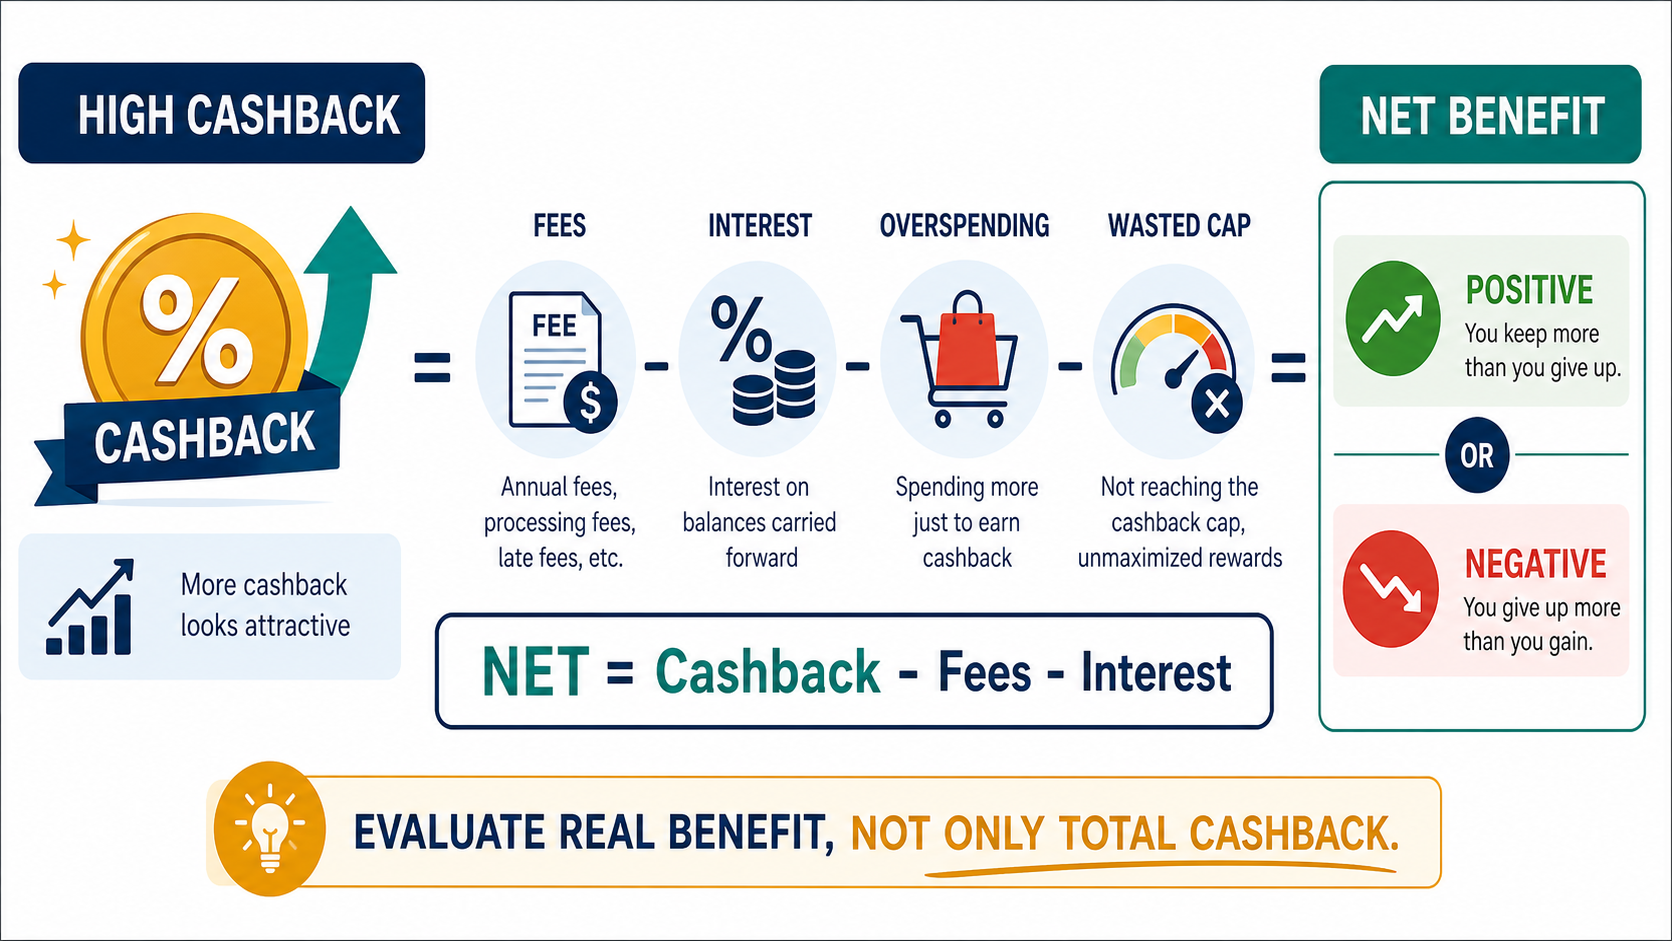 HIGH CASHBACK
%
CASHBACK
More cashback
looks attractive
=
FEES
FEE
$
Annual fees,
processing fees,
late fees, etc.
-
INTEREST
%
Interest on
balances carried
forward
-
OVERSPENDING
Spending more
just to earn
cashback
-
WASTED CAP
X
Not reaching the
cashback cap,
unmaximized rewards
=
NET BENEFIT
POSITIVE
You keep more
than you give up.
OR
NEGATIVE
You give up more
than you gain.
NET = Cashback - Fees - Interest
EVALUATE REAL BENEFIT, NOT ONLY TOTAL CASHBACK.